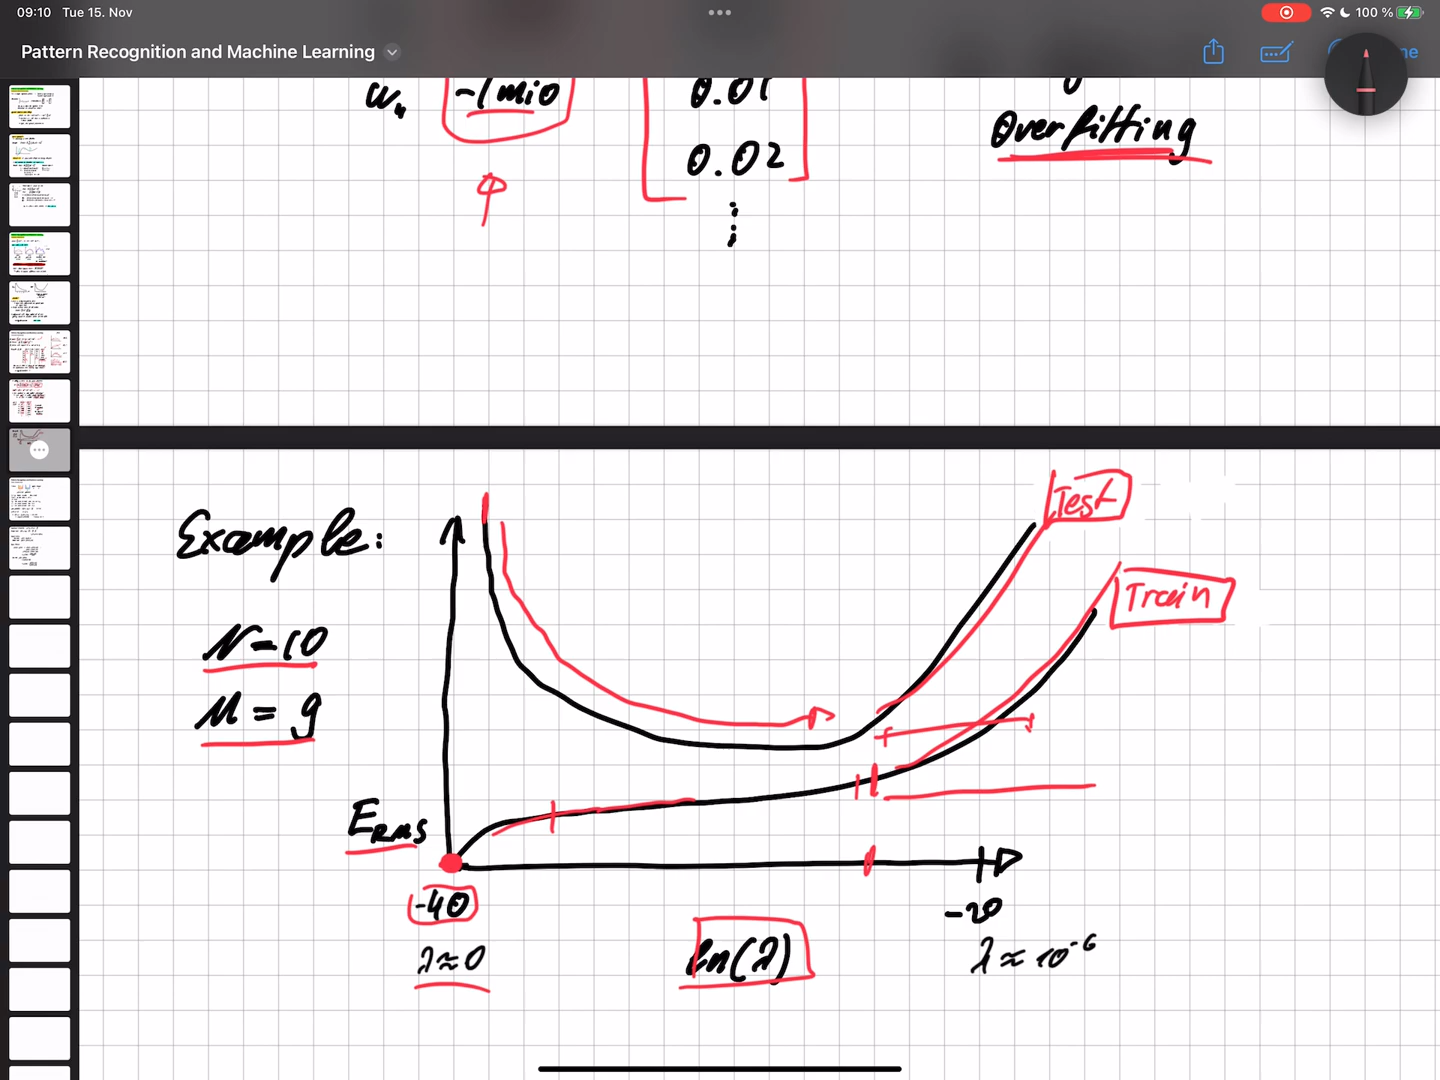 09:10 Tue 15. Nov
100 %
Pattern Recognition and Machine Learning
w₄ -1 mio
0.01
0.02
⋮
Overfitting
Example:
N=10
M = 9
Test
Train
E_RMS
-40
-20
λ≈0
ln(λ)
λ ≈ 10⁻⁶